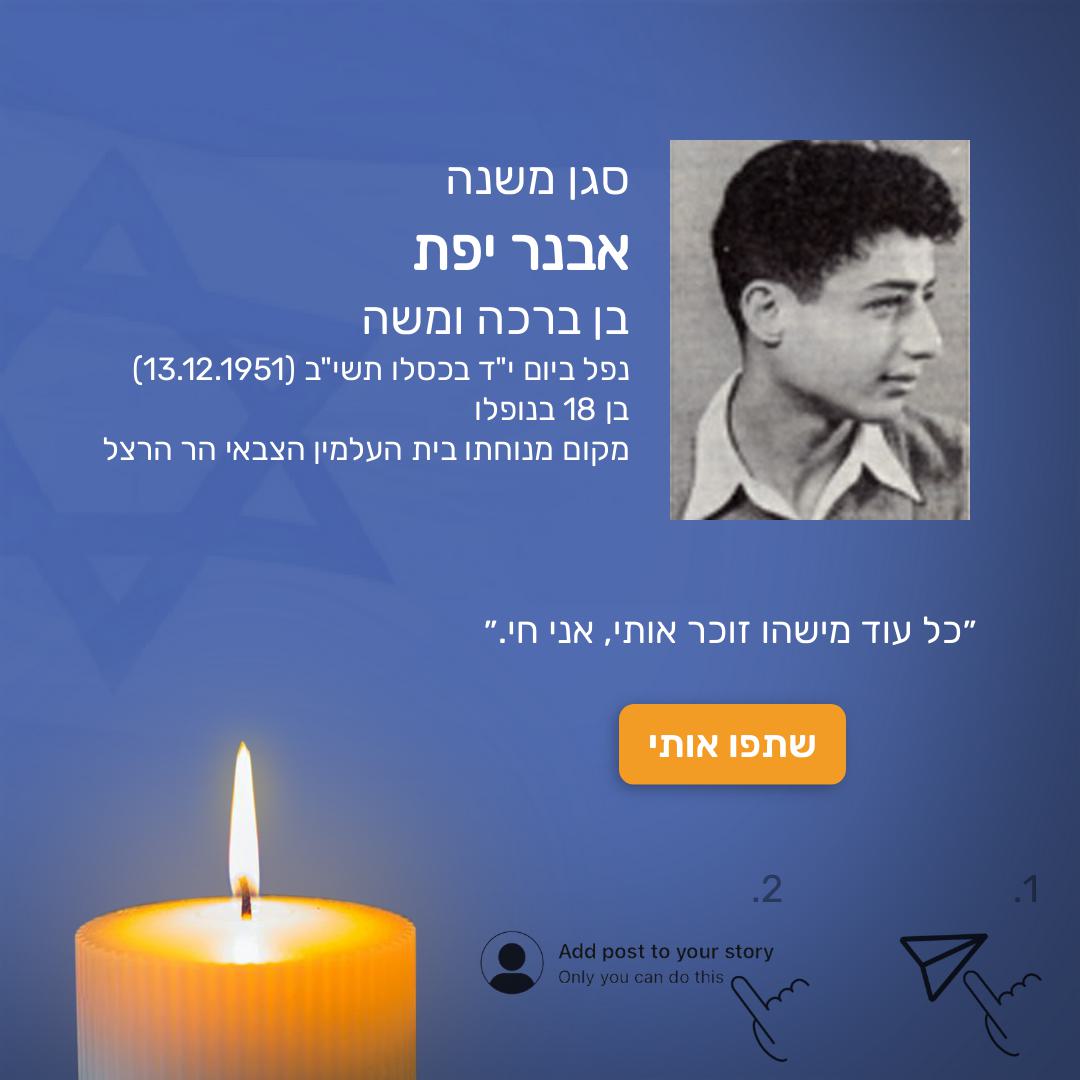 סגן משנה
אבנר יפת
בן ברכה ומשה
נפל ביום י"ד בכסלו תשי"ב (13.12.1951)
בן 18 בנופלו
מקום מנוחתו בית העלמין הצבאי הר הרצל
״כל עוד מישהו זוכר אותי, אני חי.״
שתפו אותי
1.
2.
Add post to your story
Only you can do this